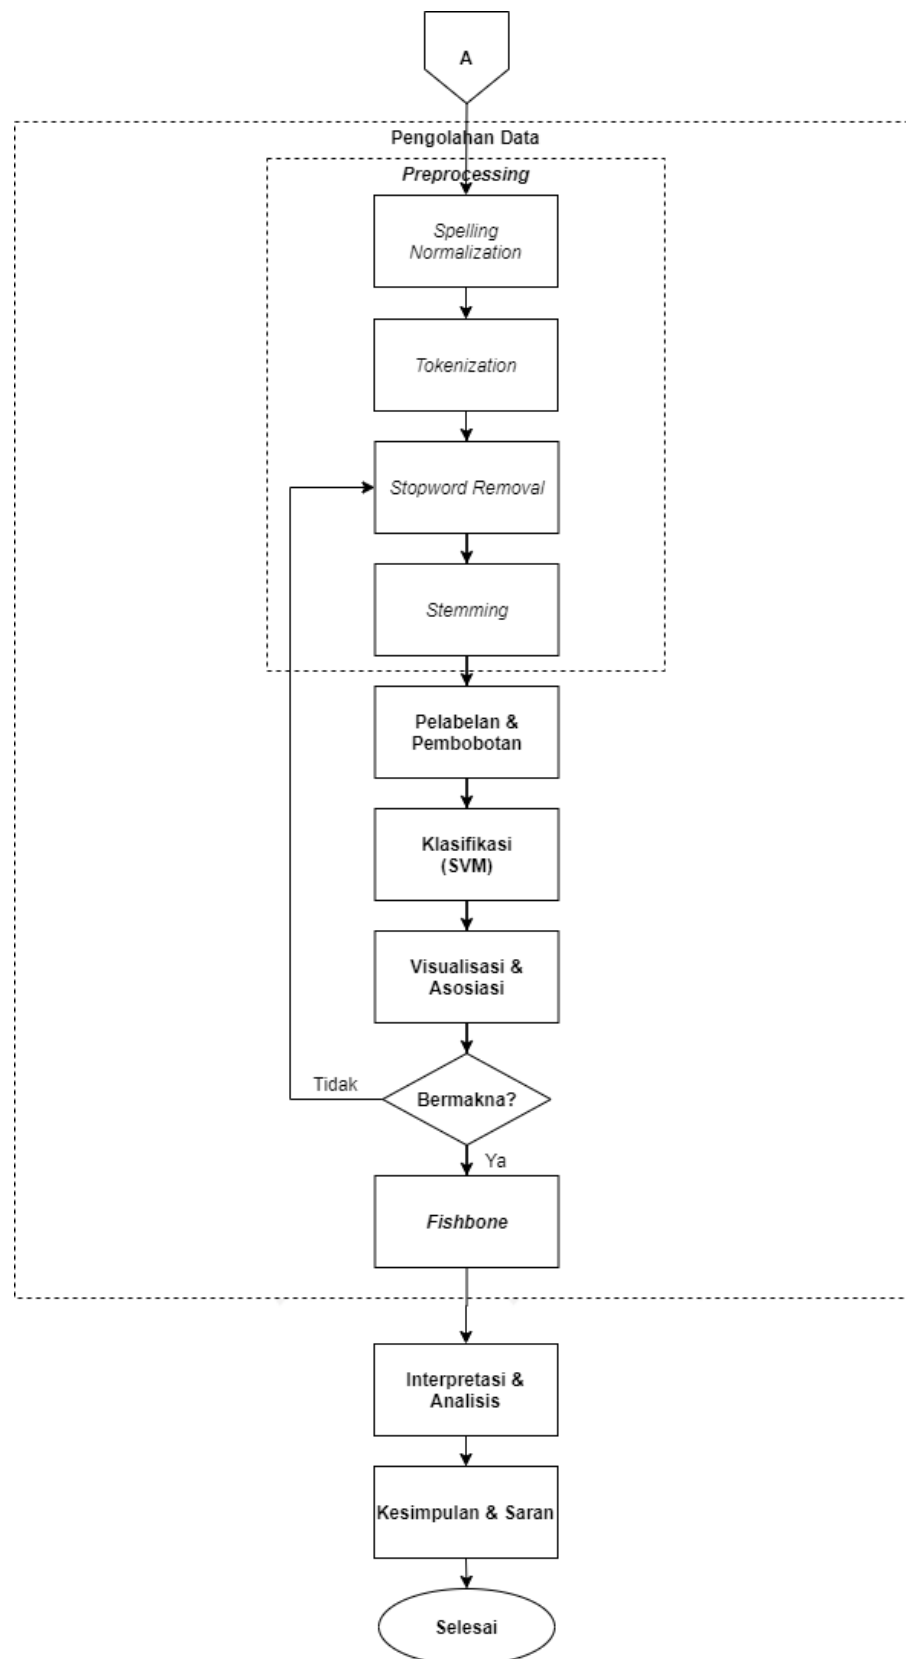 A
Pengolahan Data
Preprocessing
Spelling
Normalization
Tokenization
Stopword Removal
Stemming
Pelabelan &
Pembobotan
Klasifikasi
(SVM)
Visualisasi &
Asosiasi
Tidak
Bermakna?
Ya
Fishbone
Interpretasi &
Analisis
Kesimpulan & Saran
Selesai